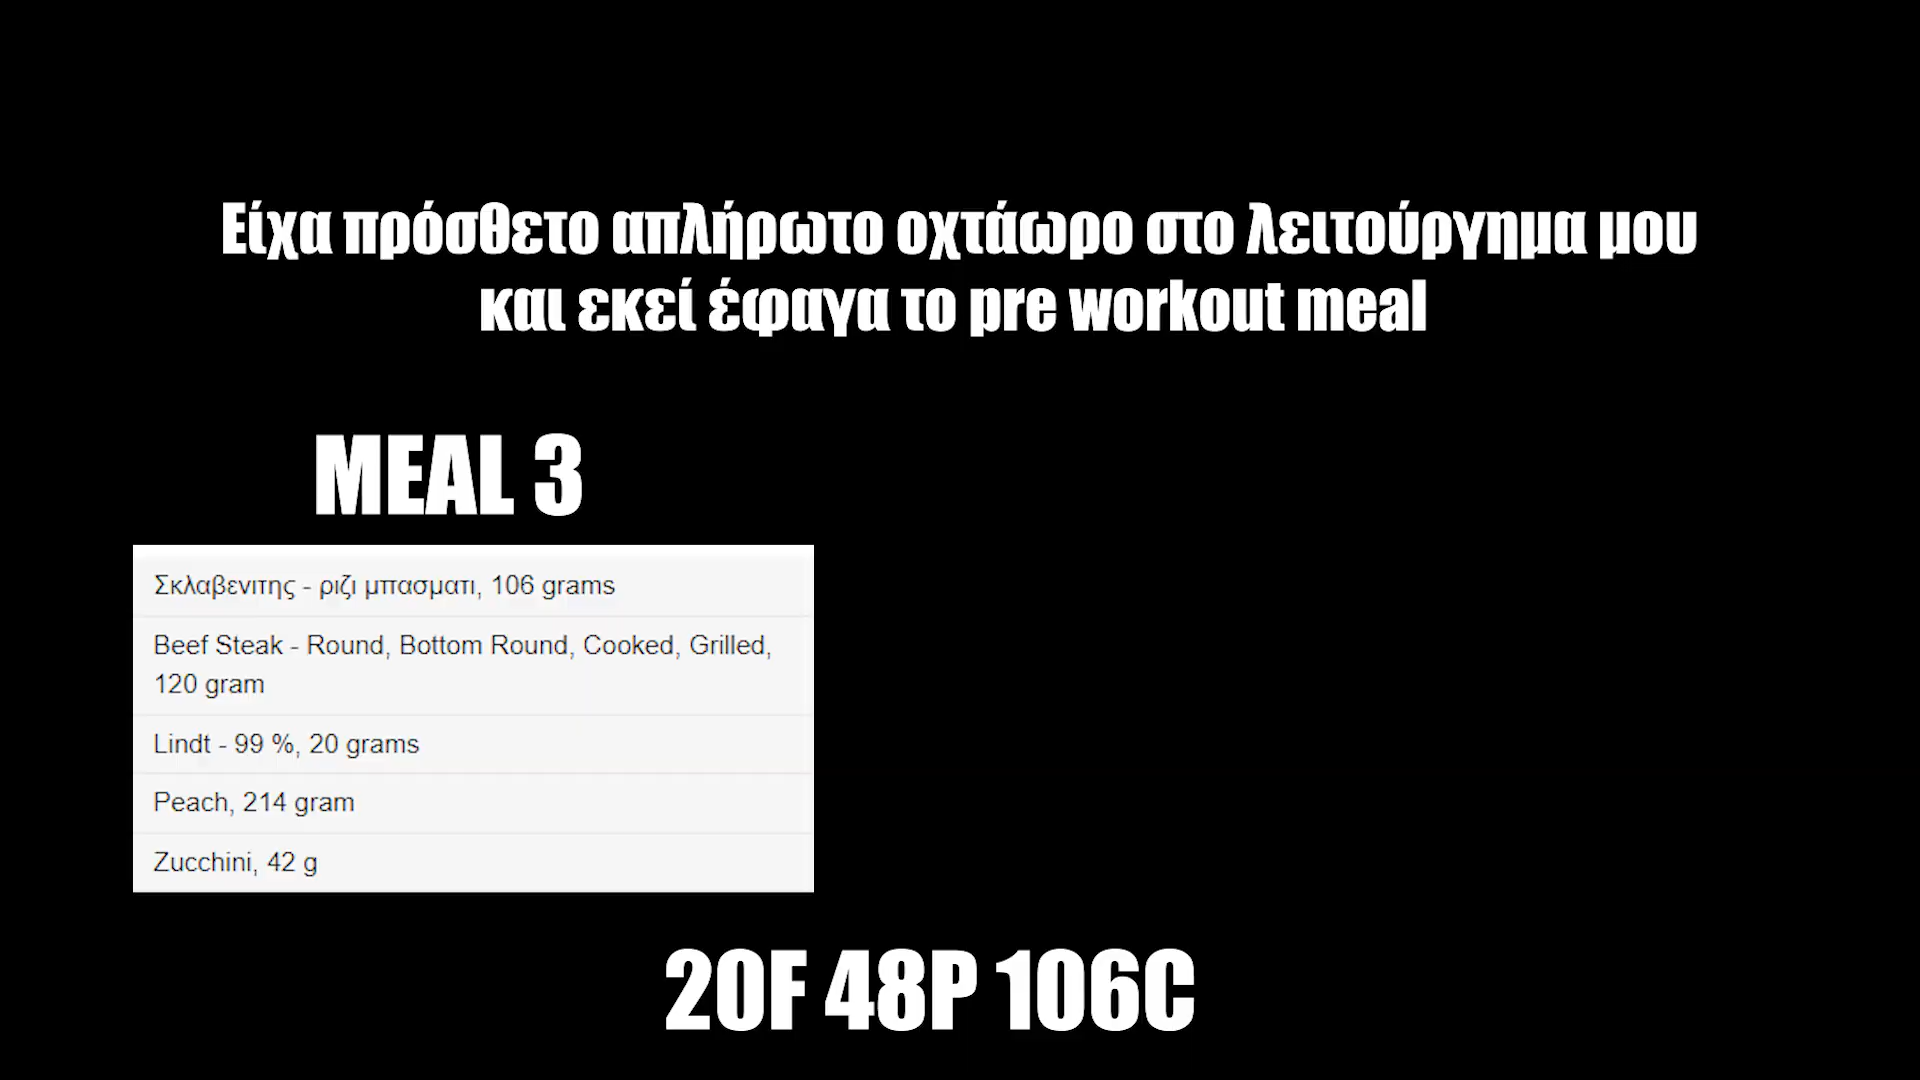 Είχα πρόσθετο απλήρωτο οχτάωρο στο λειτούργημα μου
και εκεί έφαγα το pre workout meal
MEAL 3
Σκλαβενιτης - ριζι μπασματι, 106 grams
Beef Steak - Round, Bottom Round, Cooked, Grilled,
120 gram
Lindt - 99 %, 20 grams
Peach, 214 gram
Zucchini, 42 g
20F 48P 106C